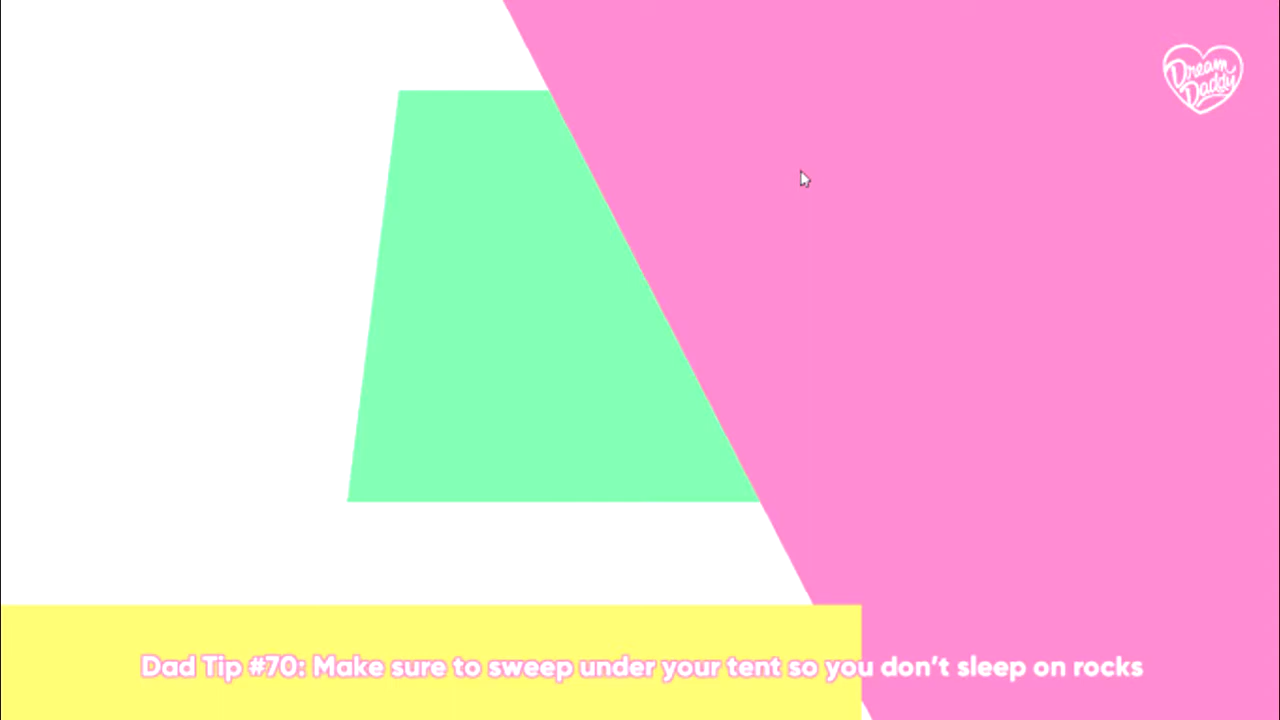 Dream
Daddy
Dad Tip #70: Make sure to sweep under your tent so you don't sleep on rocks